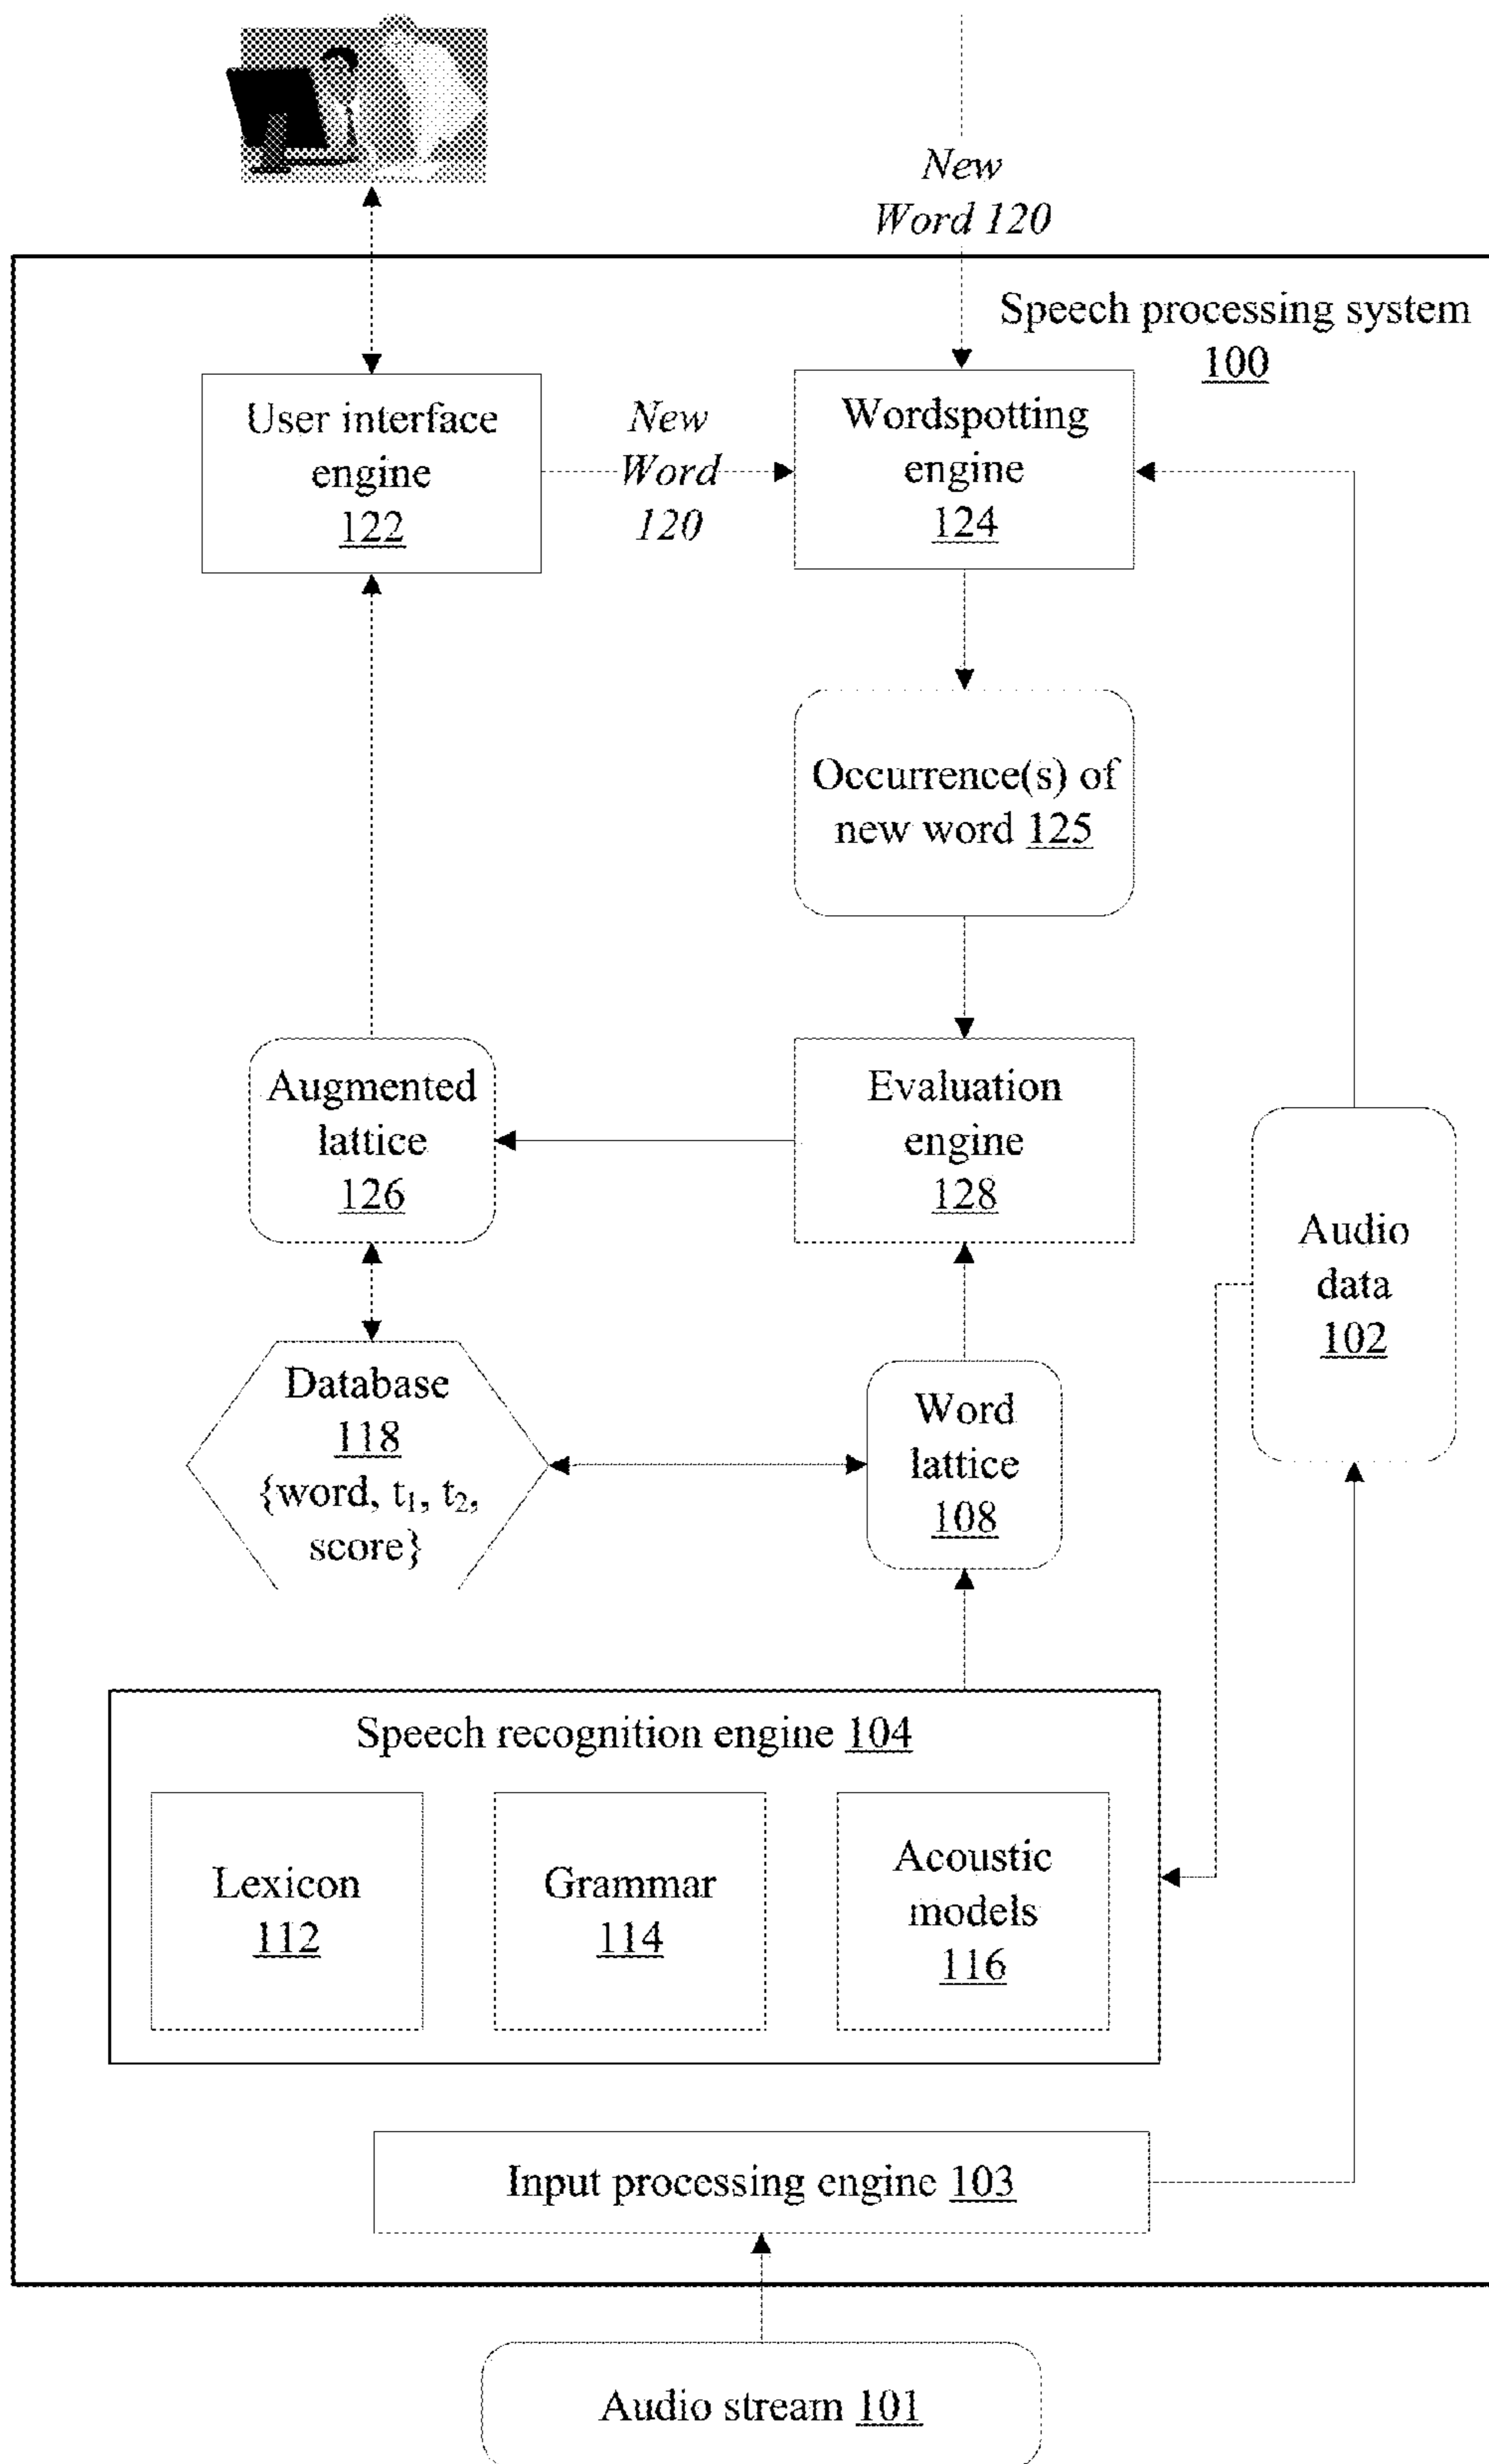 New
Word 120
Speech processing system
100
User interface
engine
122
New
Word
120
Wordspotting
engine
124
Occurrence(s) of
new word 125
Augmented
lattice
126
Evaluation
engine
128
Audio
data
102
Database
118
{word, t₁, t₂,
score}
Word
lattice
108
Speech recognition engine 104
Lexicon
112
Grammar
114
Acoustic
models
116
Input processing engine 103
Audio stream 101